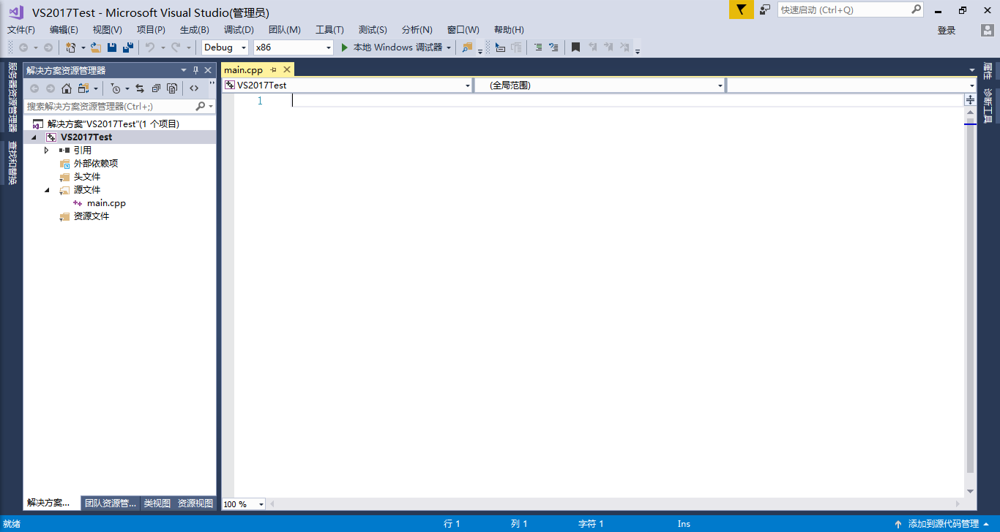 VS2017Test - Microsoft Visual Studio(管理员)
快速启动 (Ctrl+Q)
文件(F) 编辑(E) 视图(V) 项目(P) 生成(B) 调试(D) 团队(M) 工具(T) 测试(S) 分析(N) 窗口(W) 帮助(H) 登录
Debug x86 本地 Windows 调试器
服务器资源管理器
查找和替换
解决方案资源管理器
搜索解决方案资源管理器(Ctrl+;)
解决方案"VS2017Test"(1 个项目)
VS2017Test
引用
外部依赖项
头文件
源文件
main.cpp
资源文件
解决方案... 团队资源管... 类视图 资源视图
main.cpp
VS2017Test (全局范围)
1
100 %
属性
诊断工具
就绪 行 1 列 1 字符 1 Ins 添加到源代码管理